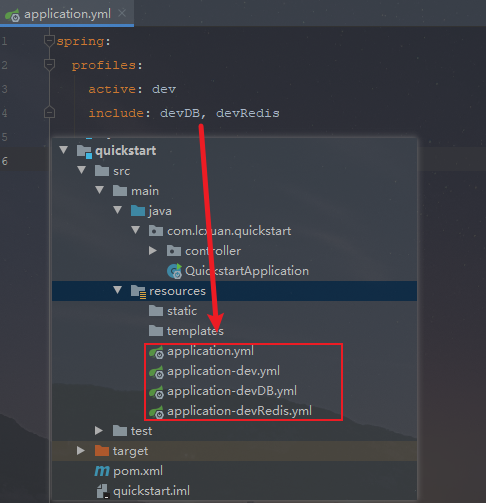 application.yml
1 spring:
2 profiles:
3 active: dev
4 include: devDB, devRedis
5
6
quickstart
src
main
java
com.lcxuan.quickstart
controller
QuickstartApplication
resources
static
templates
application.yml
application-dev.yml
application-devDB.yml
application-devRedis.yml
test
target
pom.xml
quickstart.iml